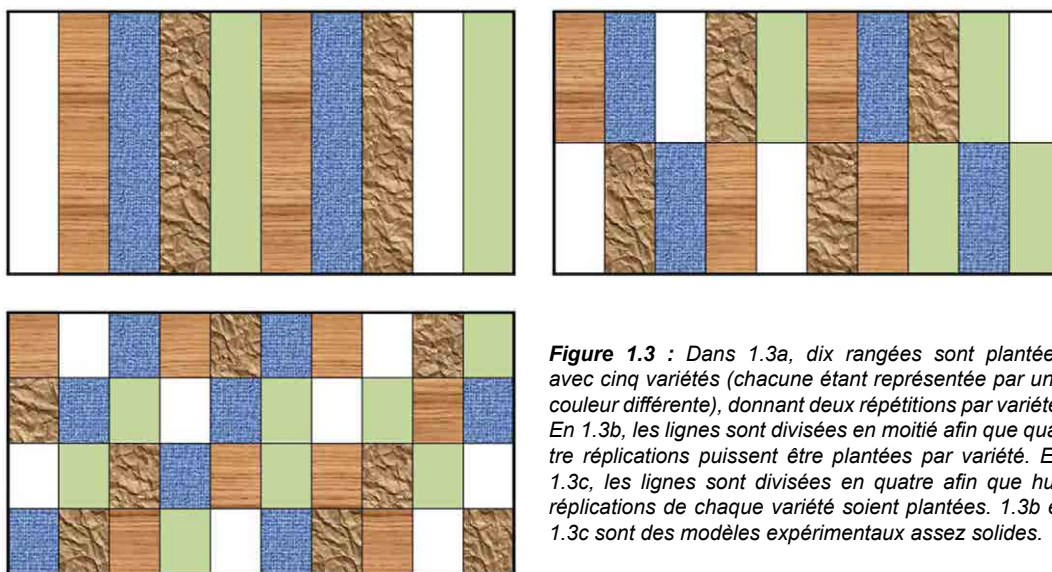 Figure 1.3 : Dans 1.3a, dix rangées sont plantée
avec cinq variétés (chacune étant représentée par un
couleur différente), donnant deux répétitions par variété
En 1.3b, les lignes sont divisées en moitié afin que qua
tre réplications puissent être plantées par variété. E
1.3c, les lignes sont divisées en quatre afin que hu
réplications de chaque variété soient plantées. 1.3b e
1.3c sont des modèles expérimentaux assez solides.